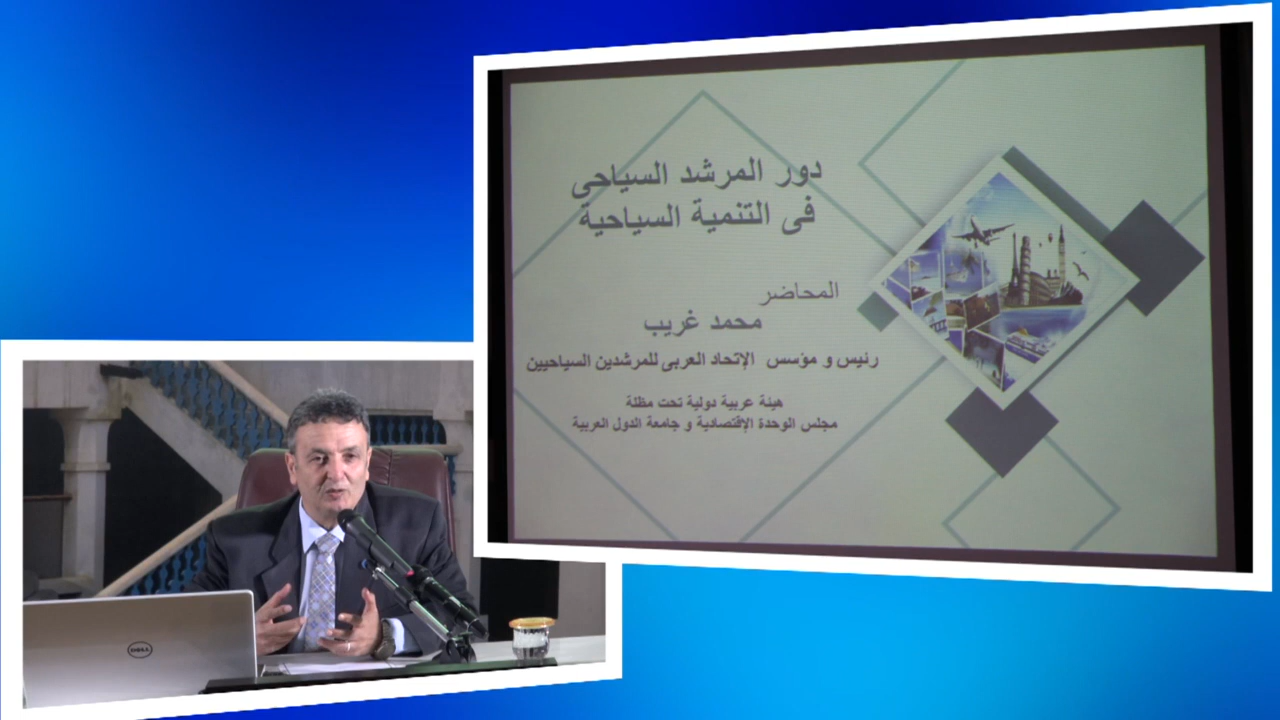 دور المرشد السياحى
فى التنمية السياحية
المحاضر
محمد غريب
رئيس و مؤسس الإتحاد العربى للمرشدين السياحيين
هيئة عربية دولية تحت مظلة
مجلس الوحدة الإقتصادية و جامعة الدول العربية
DELL